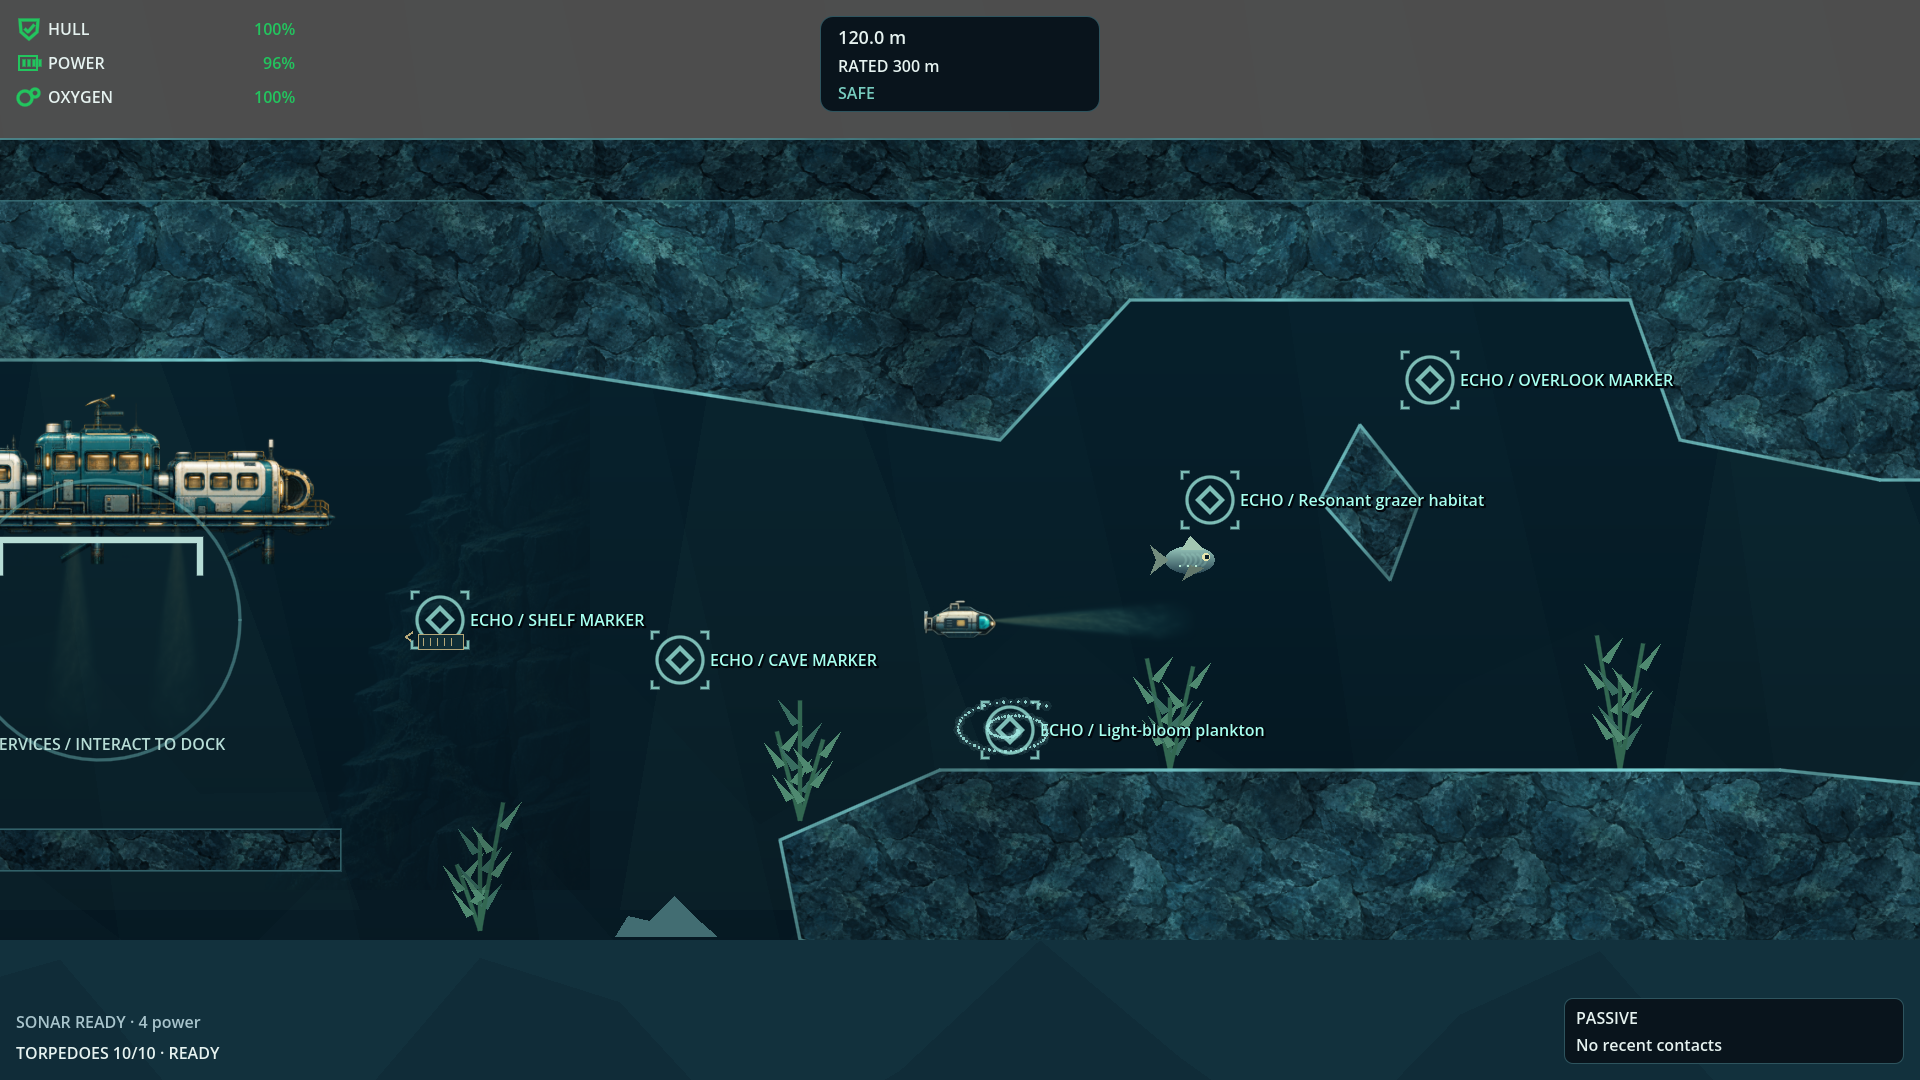 HULL 100%
POWER 96%
OXYGEN 100%
120.0 m
RATED 300 m
SAFE
ECHO / OVERLOOK MARKER
ECHO / Resonant grazer habitat
ECHO / SHELF MARKER
ECHO / CAVE MARKER
ECHO / Light-bloom plankton
ERVICES / INTERACT TO DOCK
SONAR READY · 4 power
TORPEDOES 10/10 · READY
PASSIVE
No recent contacts